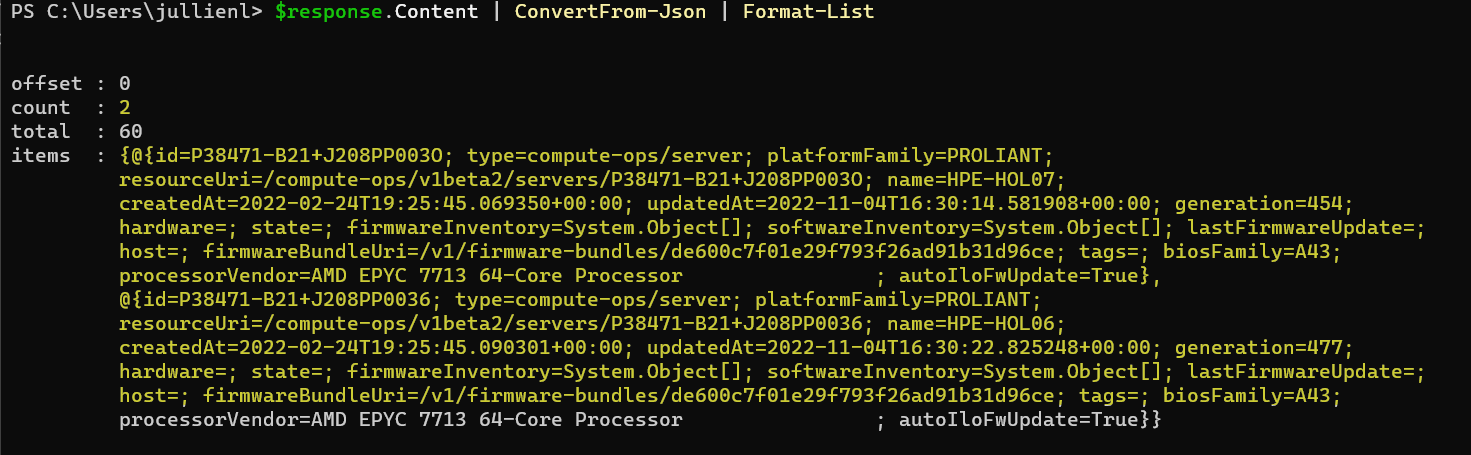 PS C:\Users\jullienl> $response.Content | ConvertFrom-Json | Format-List
offset : 0
count  : 2
total  : 60
items  : {@{id=P38471-B21+J208PP003O; type=compute-ops/server; platformFamily=PROLIANT;
resourceUri=/compute-ops/v1beta2/servers/P38471-B21+J208PP003O; name=HPE-HOL07;
createdAt=2022-02-24T19:25:45.069350+00:00; updatedAt=2022-11-04T16:30:14.581908+00:00; generation=454;
hardware=; state=; firmwareInventory=System.Object[]; softwareInventory=System.Object[]; lastFirmwareUpdate=;
host=; firmwareBundleUri=/v1/firmware-bundles/de600c7f01e29f793f26ad91b31d96ce; tags=; biosFamily=A43;
processorVendor=AMD EPYC 7713 64-Core Processor                ; autoIloFwUpdate=True},
@{id=P38471-B21+J208PP0036; type=compute-ops/server; platformFamily=PROLIANT;
resourceUri=/compute-ops/v1beta2/servers/P38471-B21+J208PP0036; name=HPE-HOL06;
createdAt=2022-02-24T19:25:45.090301+00:00; updatedAt=2022-11-04T16:30:22.825248+00:00; generation=477;
hardware=; state=; firmwareInventory=System.Object[]; softwareInventory=System.Object[]; lastFirmwareUpdate=;
host=; firmwareBundleUri=/v1/firmware-bundles/de600c7f01e29f793f26ad91b31d96ce; tags=; biosFamily=A43;
processorVendor=AMD EPYC 7713 64-Core Processor                ; autoIloFwUpdate=True}}